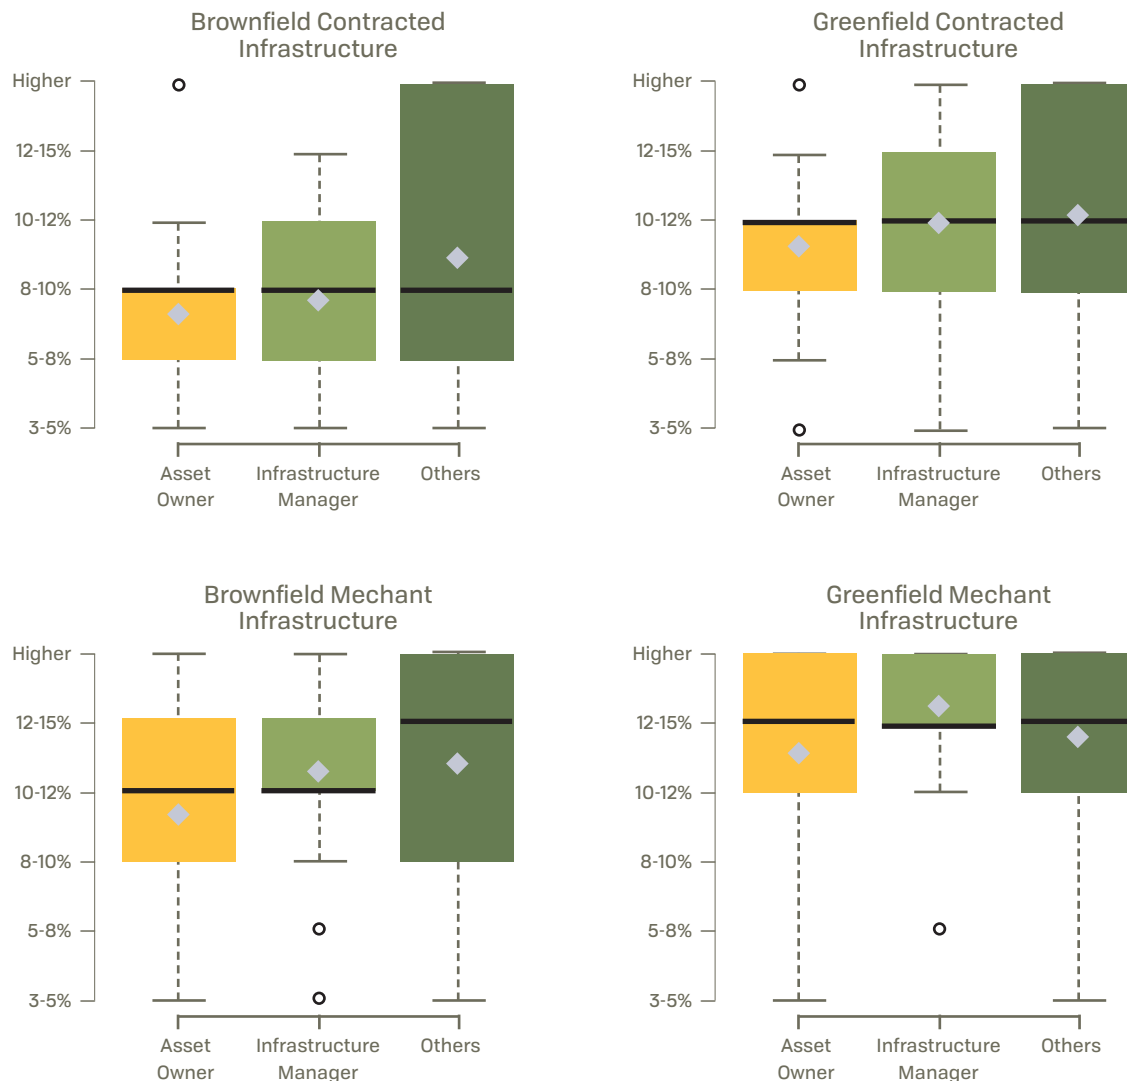 Brownfield Contracted
Infrastructure
Higher
12-15%
10-12%
8-10%
5-8%
3-5%
Asset
Owner
Infrastructure
Manager
Others
Greenfield Contracted
Infrastructure
Higher
12-15%
10-12%
8-10%
5-8%
3-5%
Asset
Owner
Infrastructure
Manager
Others
Brownfield Mechant
Infrastructure
Higher
12-15%
10-12%
8-10%
5-8%
3-5%
Asset
Owner
Infrastructure
Manager
Others
Greenfield Mechant
Infrastructure
Higher
12-15%
10-12%
8-10%
5-8%
3-5%
Asset
Owner
Infrastructure
Manager
Others